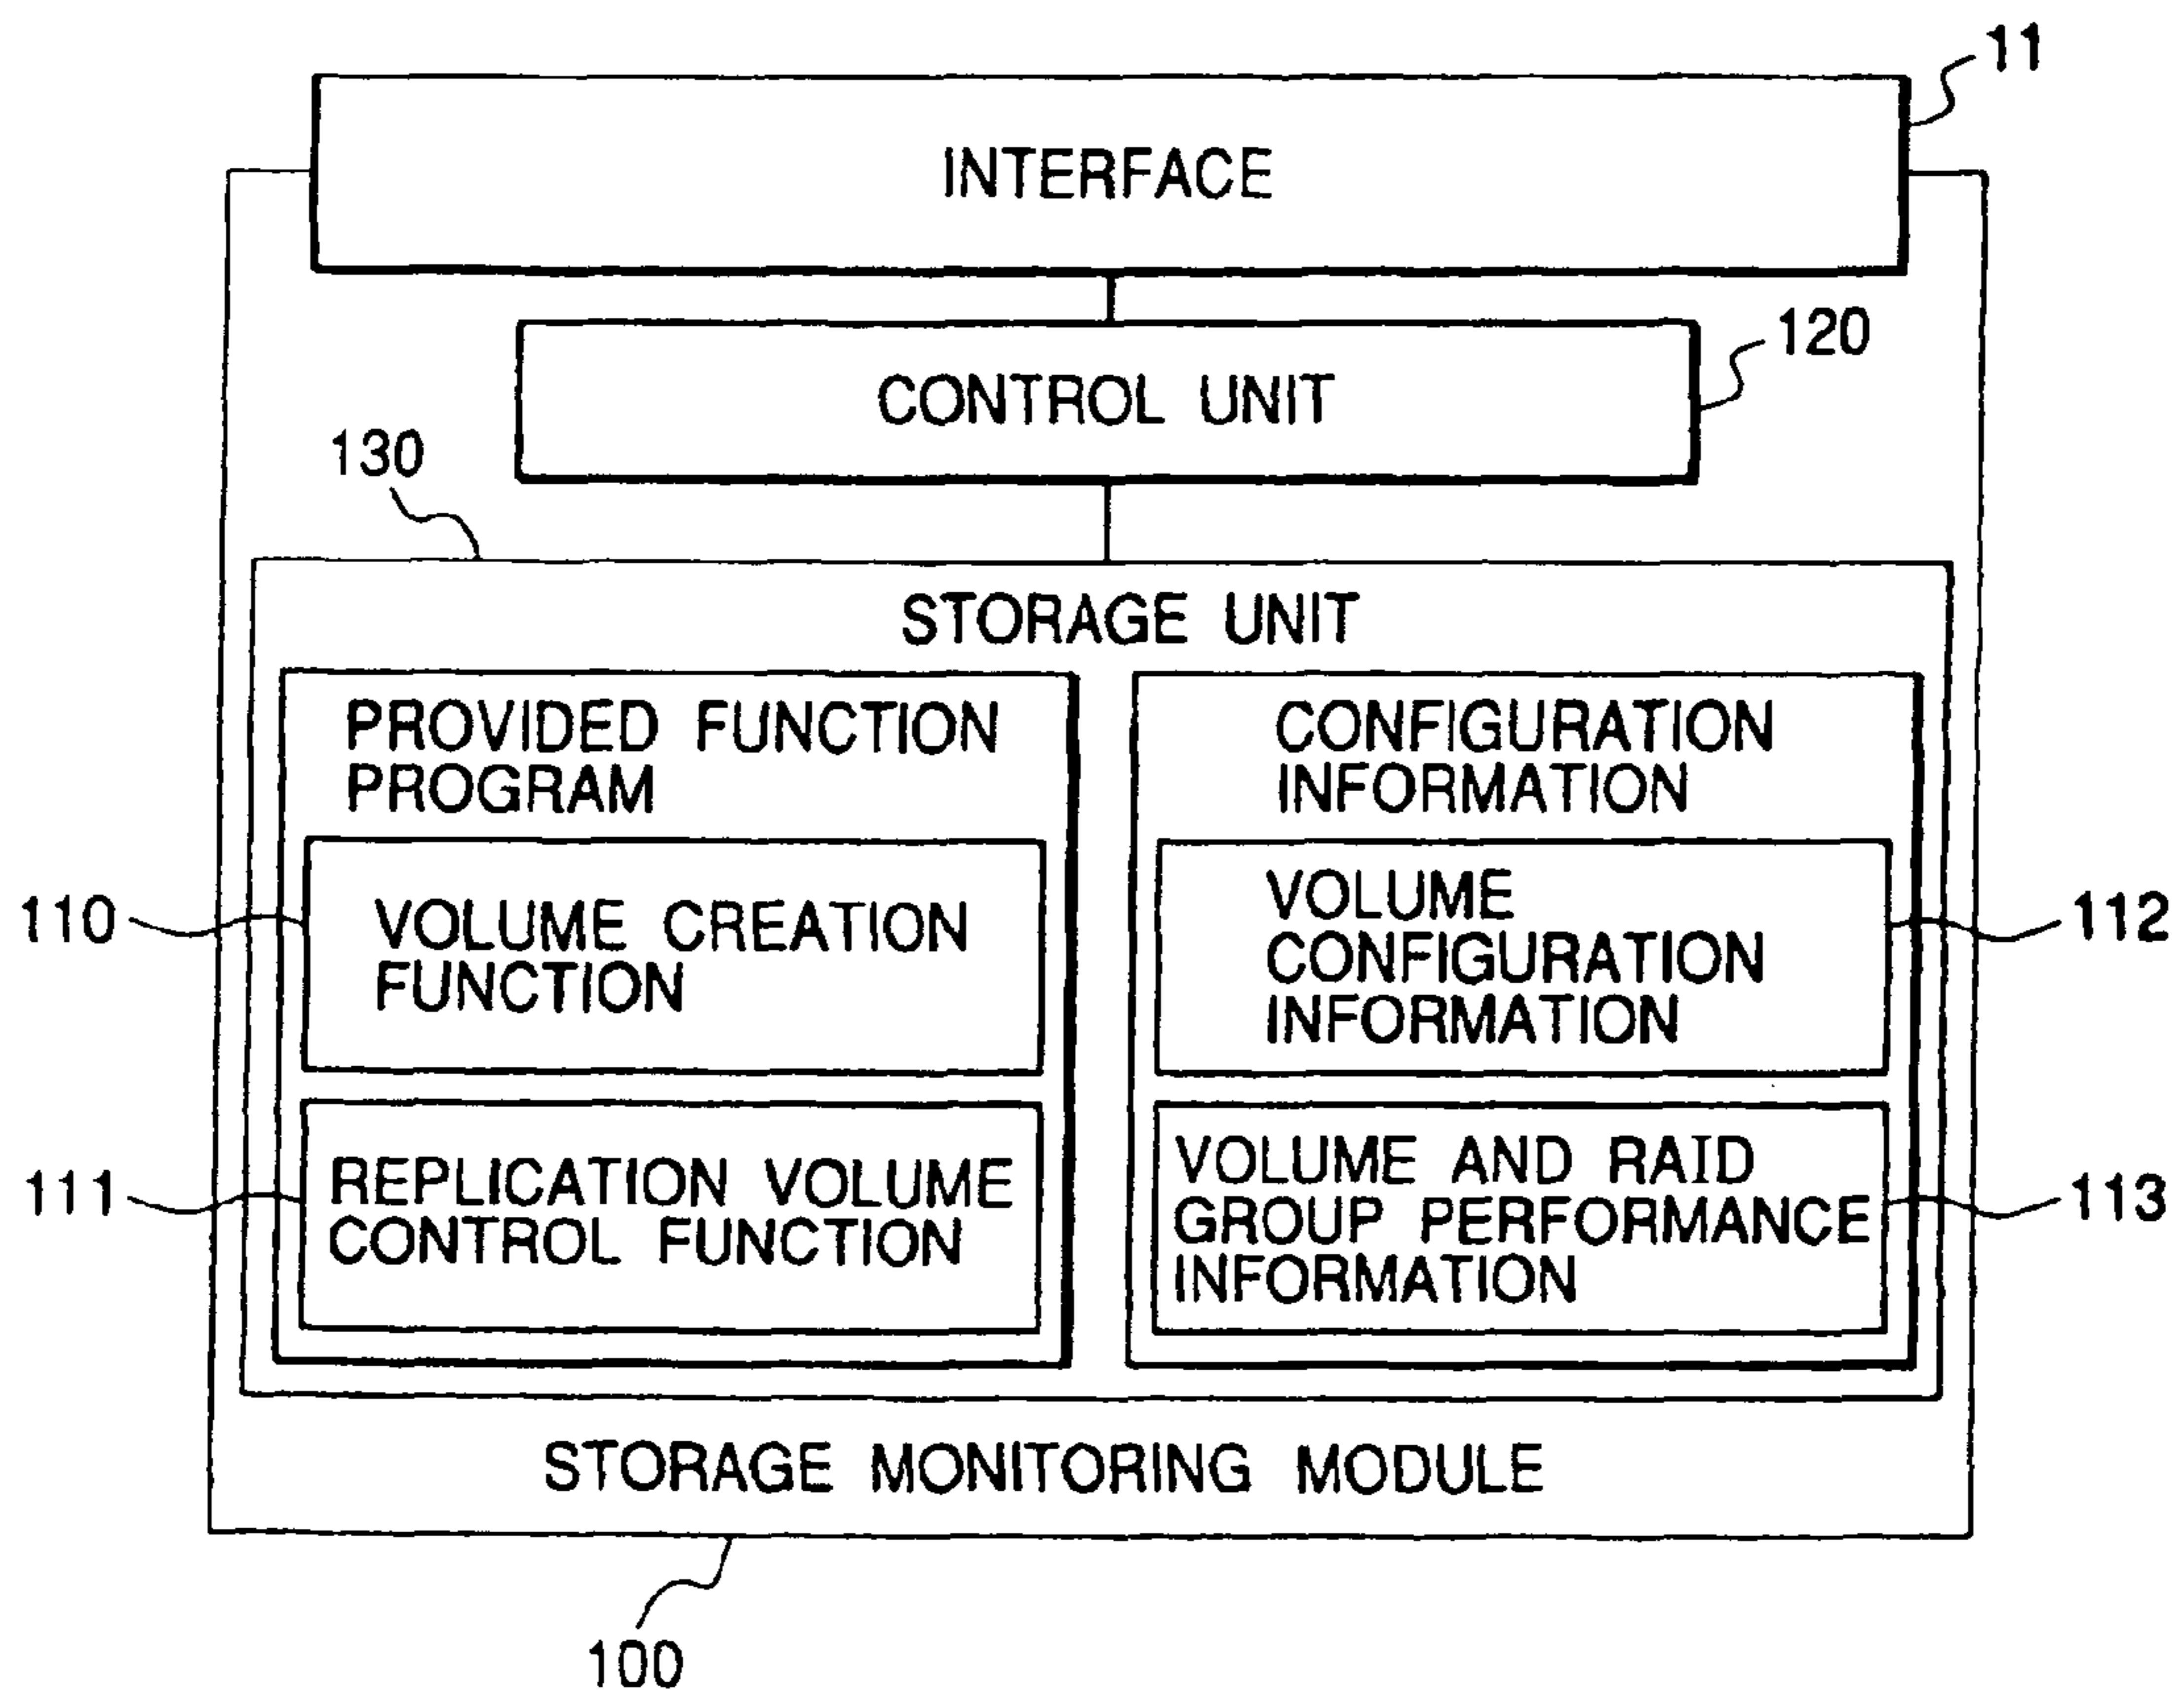 11
INTERFACE
120
CONTROL UNIT
130
STORAGE UNIT
PROVIDED FUNCTION
PROGRAM
110
VOLUME CREATION
FUNCTION
111
REPLICATION VOLUME
CONTROL FUNCTION
CONFIGURATION
INFORMATION
VOLUME
CONFIGURATION
INFORMATION
112
VOLUME AND RAID
GROUP PERFORMANCE
INFORMATION
113
STORAGE MONITORING MODULE
100